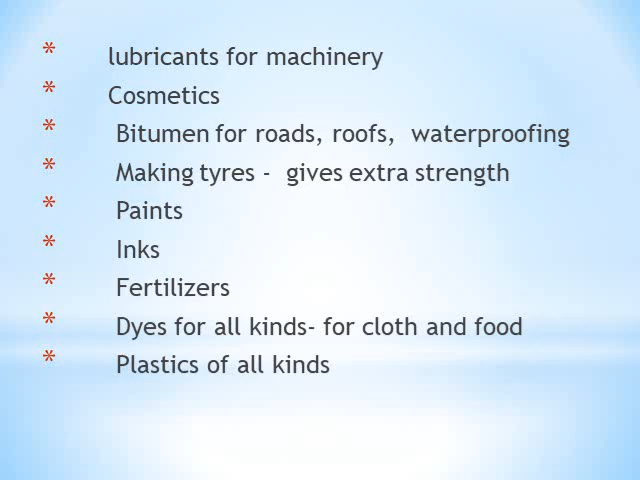 * lubricants for machinery
* Cosmetics
* Bitumen for roads, roofs, waterproofing
* Making tyres - gives extra strength
* Paints
* Inks
* Fertilizers
* Dyes for all kinds- for cloth and food
* Plastics of all kinds